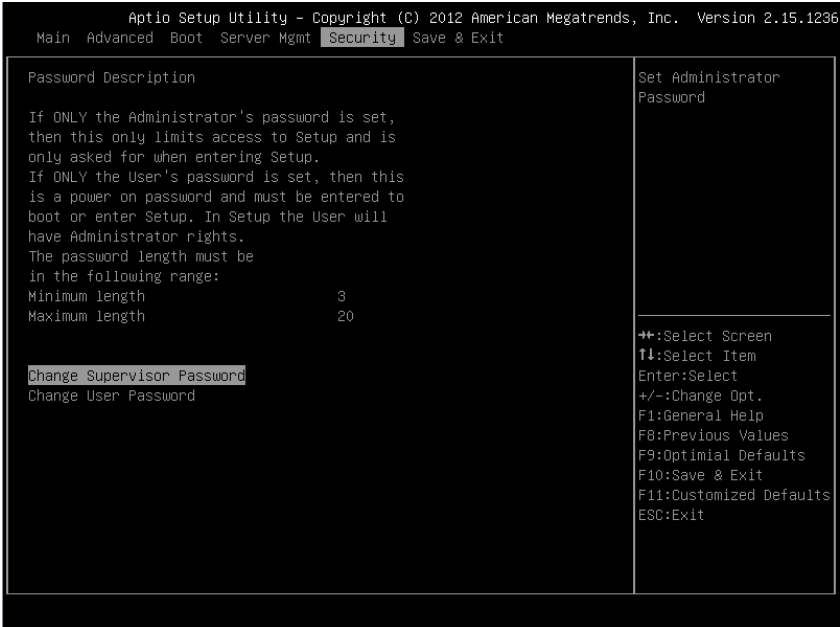 Aptio Setup Utility – Copyright (C) 2012 American Megatrends, Inc. Version 2.15.1236
Main Advanced Boot Server Mgmt Security Save & Exit
Password Description
If ONLY the Administrator's password is set,
then this only limits access to Setup and is
only asked for when entering Setup.
If ONLY the User's password is set, then this
is a power on password and must be entered to
boot or enter Setup. In Setup the User will
have Administrator rights.
The password length must be
in the following range:
Minimum length 3
Maximum length 20
Change Supervisor Password
Change User Password
Set Administrator
Password
→←:Select Screen
↑↓:Select Item
Enter:Select
+/-:Change Opt.
F1:General Help
F8:Previous Values
F9:Optimial Defaults
F10:Save & Exit
F11:Customized Defaults
ESC:Exit